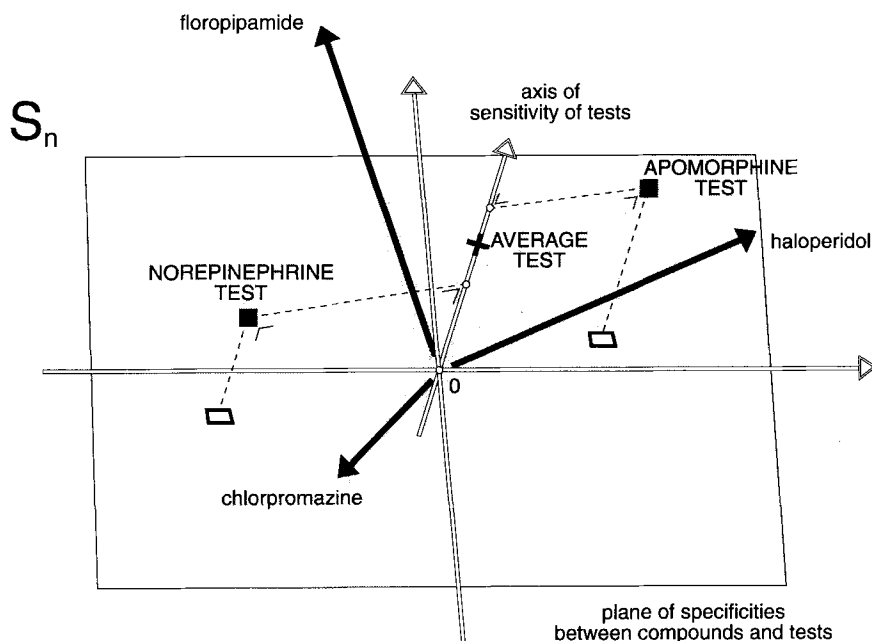 floropipamide
axis of
sensitivity of tests
Sn
APOMORPHINE
TEST
haloperidol
AVERAGE
TEST
NOREPINEPHRINE
TEST
0
chlorpromazine
plane of specificities
between compounds and tests